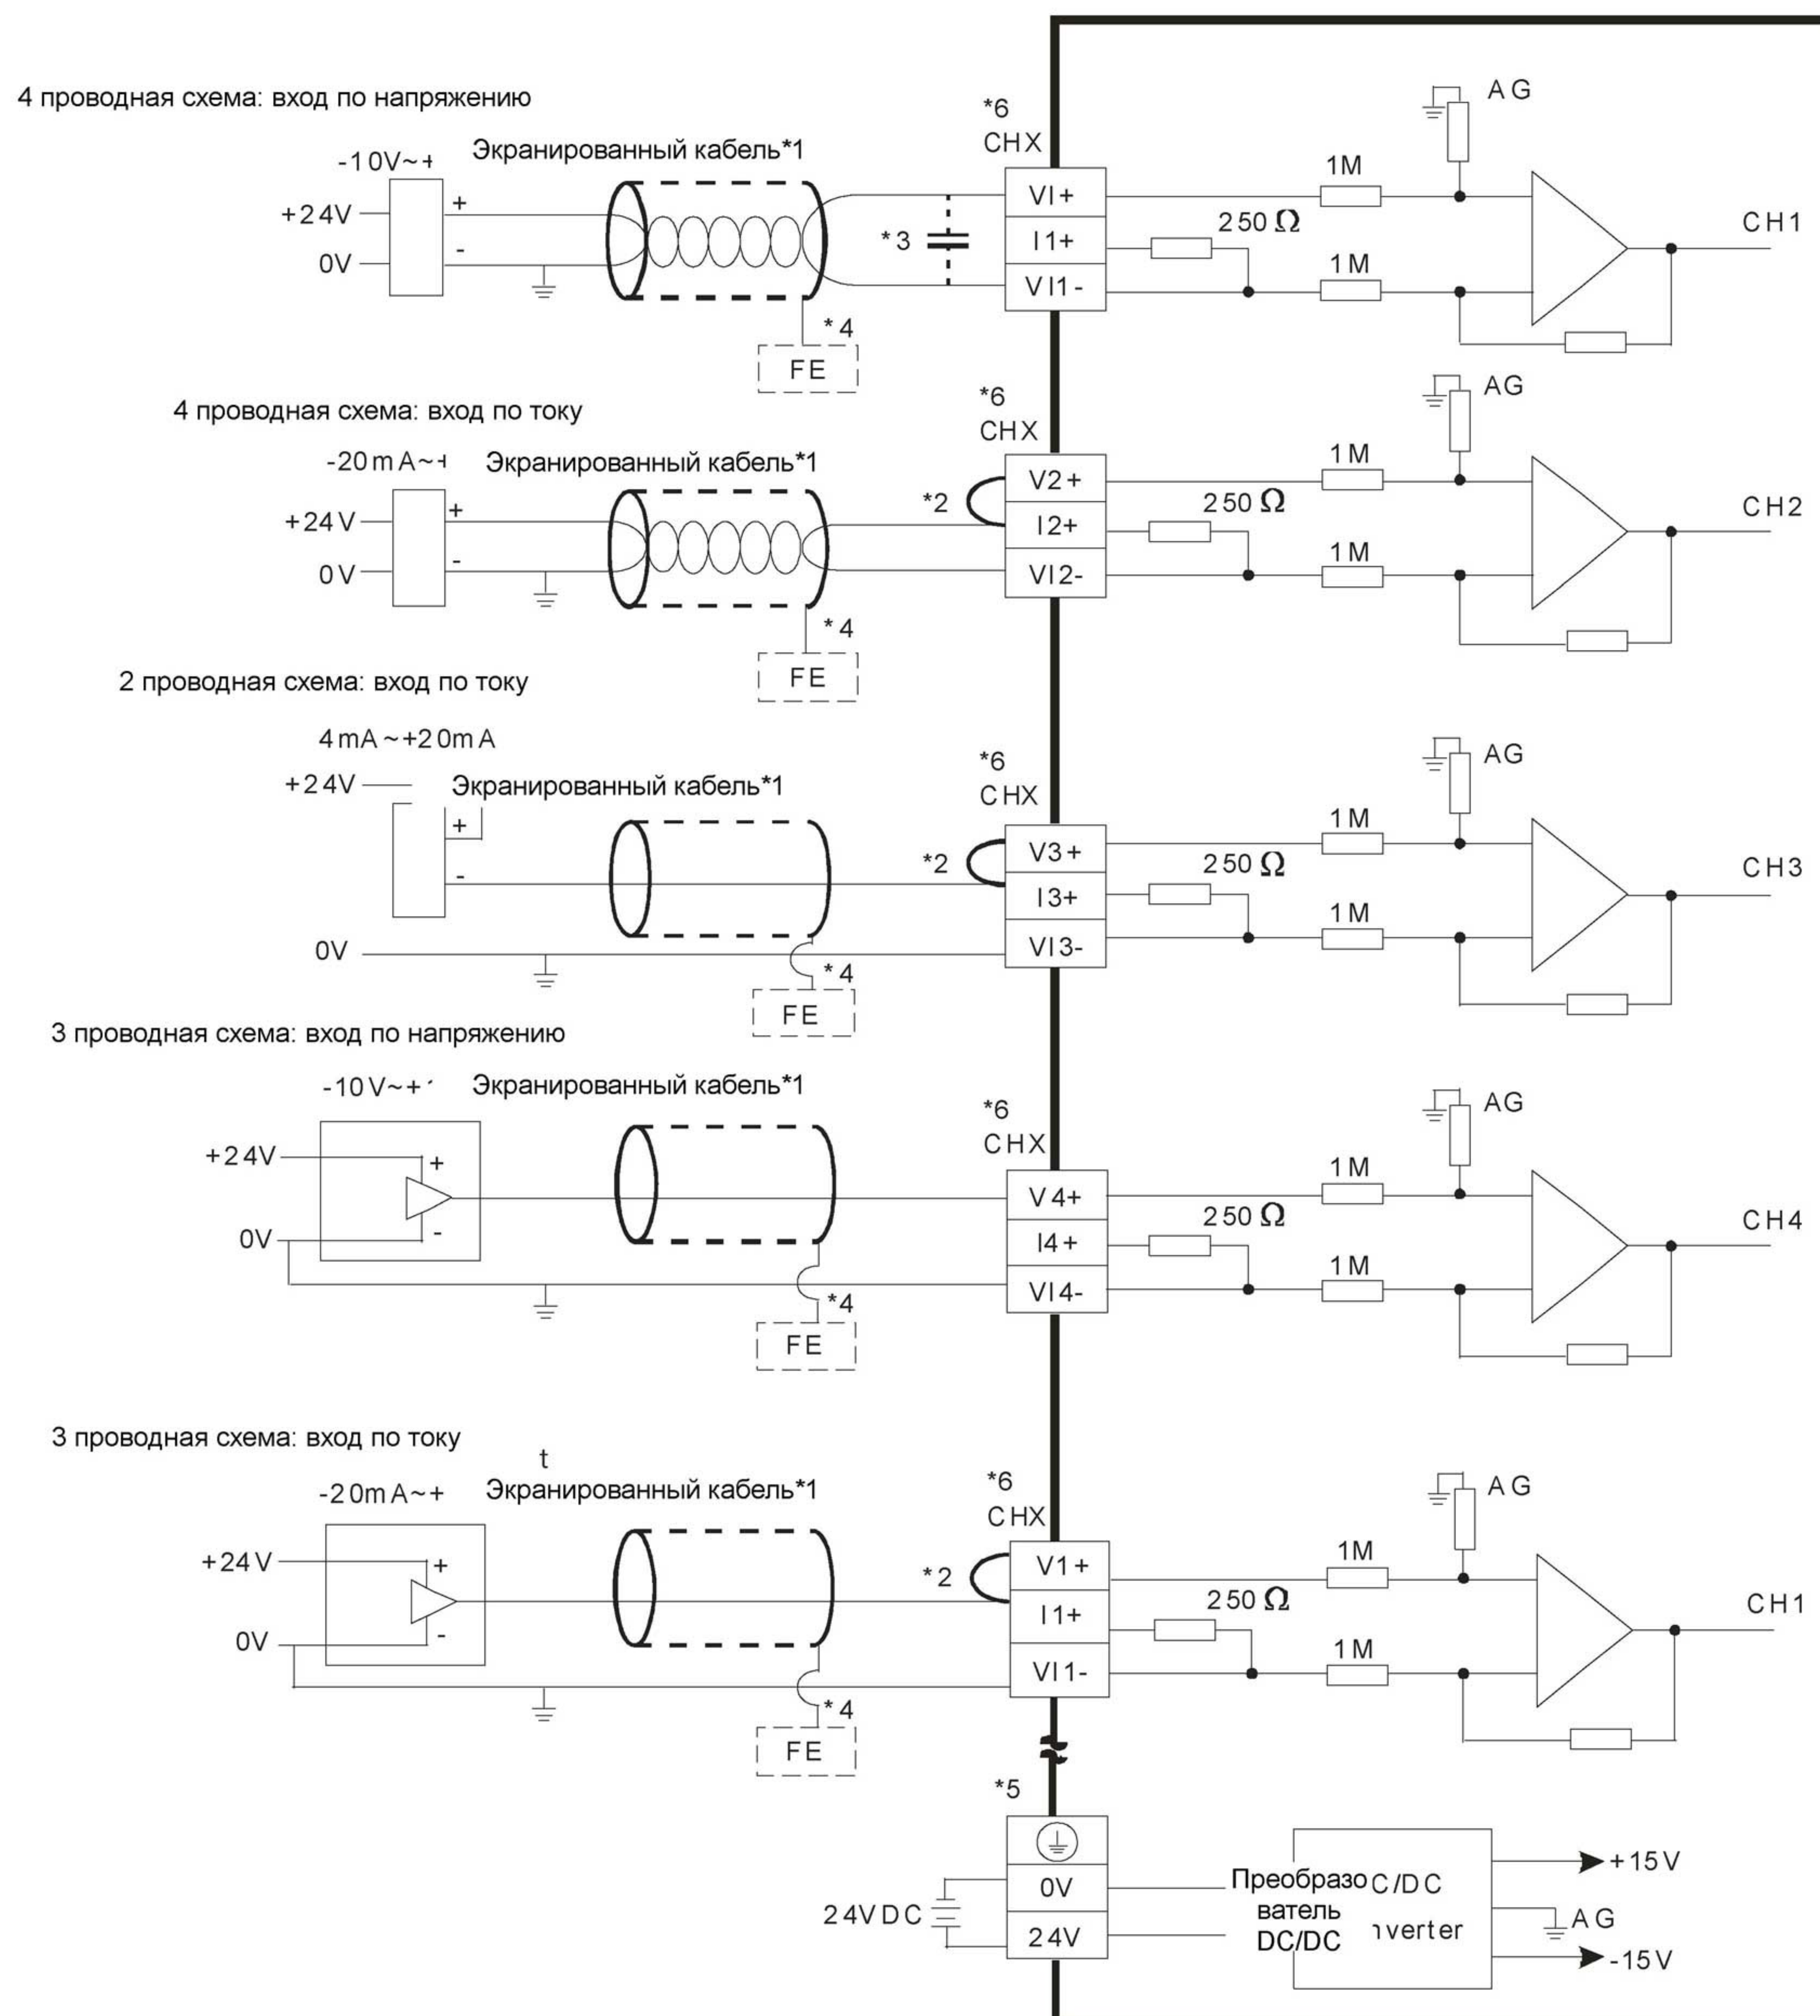 4 проводная схема: вход по напряжению
-10V~+
Экранированный кабель*1
+24V
0V
+
-
*3
*4
FE
*6
CHX
VI+
I1+
VI1-
250Ω
1M
1M
AG
CH1
4 проводная схема: вход по току
-20mA~+
Экранированный кабель*1
+24V
0V
+
-
*2
*4
FE
*6
CHX
V2+
I2+
VI2-
250Ω
1M
1M
AG
CH2
2 проводная схема: вход по току
4mA~+20mA
+24V
Экранированный кабель*1
+
-
0V
*2
*4
FE
*6
CHX
V3+
I3+
VI3-
250Ω
1M
1M
AG
CH3
3 проводная схема: вход по напряжению
-10V~+
Экранированный кабель*1
+24V
0V
+
-
*4
FE
*6
CHX
V4+
I4+
VI4-
250Ω
1M
1M
AG
CH4
3 проводная схема: вход по току
t
-20mA~+
Экранированный кабель*1
+24V
0V
+
-
*2
*4
FE
*6
CHX
V1+
I1+
VI1-
250Ω
1M
1M
AG
CH1
*5
24VDC
0V
24V
Преобразо
ватель
DC/DC
C/DC
verter
+15V
AG
-15V